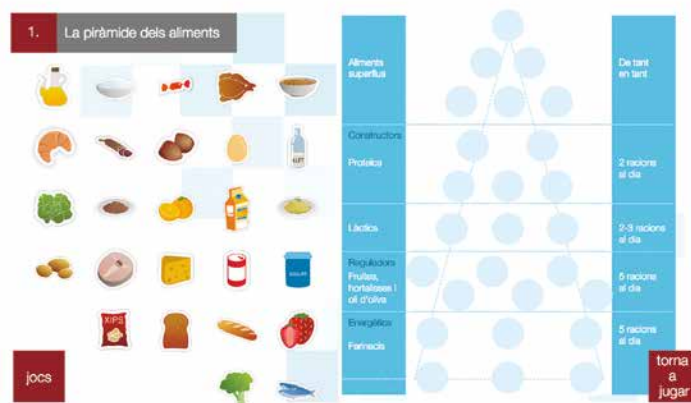 1. La piràmide dels aliments
Aliments
superflus
De tant
en tant
Constructors
Proteics
2 racions
al dia
Làctics
2-3 racions
al dia
Reguladors
Fruites,
hortalisses i
oli d'oliva
5 racions
al dia
Energètics
Farinacis
5 racions
al dia
LLET
IOGURT
XIPS
jocs
torna
a
jugar